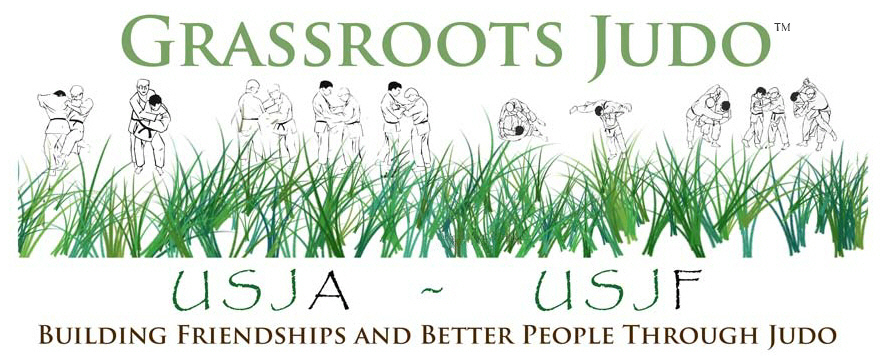 Grassroots Judo™
USJA ~ USJF
Building Friendships and Better People Through Judo